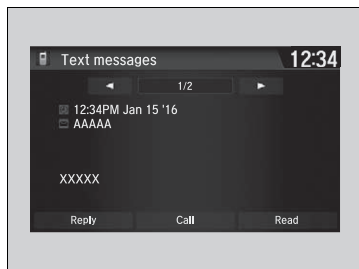 Text messages 12:34
1/2
12:34PM Jan 15 '16
AAAAA
XXXXX
Reply Call Read